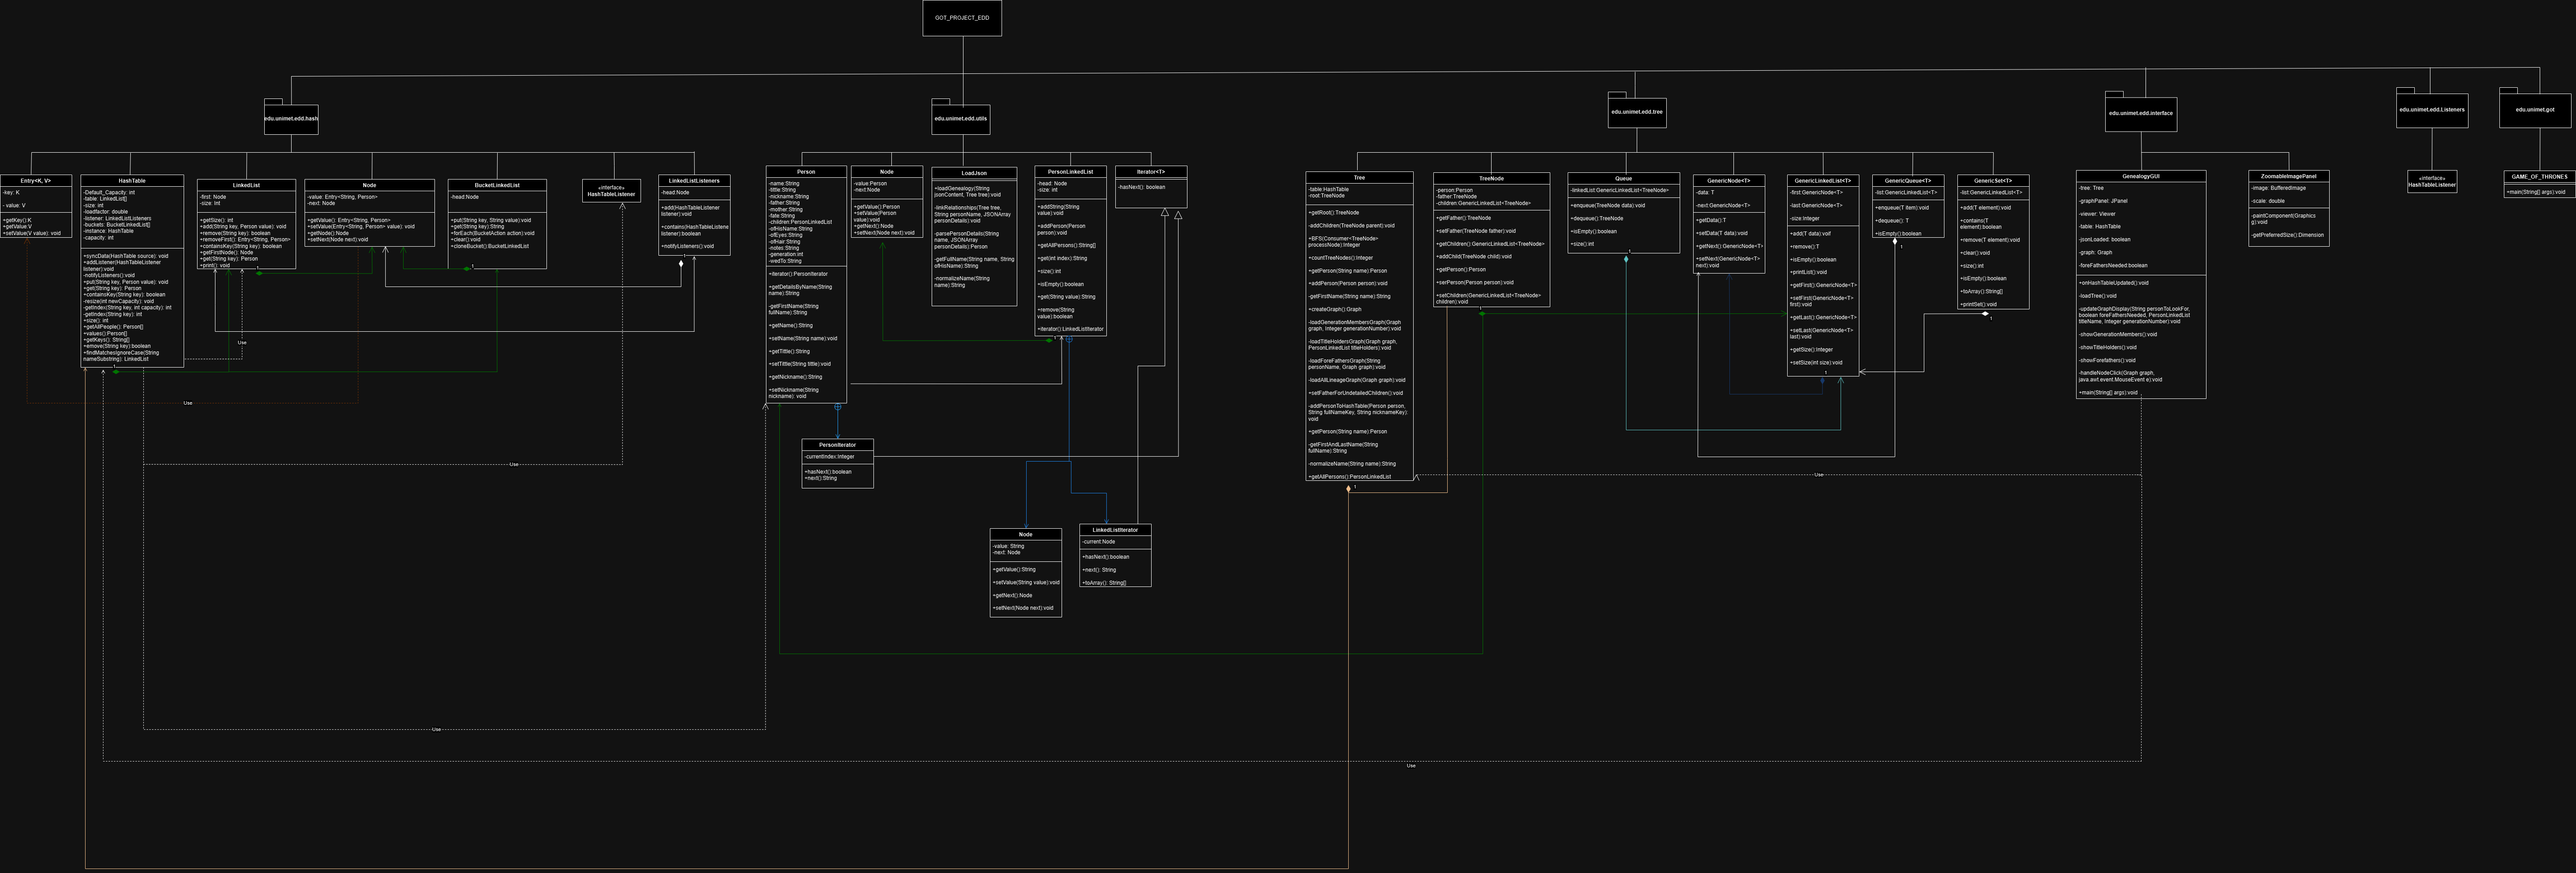 GOT_PROJECT_EDD
edu.unimet.edd.hash
edu.unimet.edd.utils
edu.unimet.edd.tree
edu.unimet.edd.interface
edu.unimet.edd.Listeners
edu.unimet.got
Entry<K, V>
- key: K
- value: V
+getKey():K
+getValue:V
+setValue(V value): void
HashTable
-Default_Capacity: int
-table: LinkedList[]
-size: int
-loadfactor: double
-listener: LinkedListListeners
-buckets: BucketLinkedList[]
-instance: HashTable
-capacity: int
+syncData(HashTable source): void
+addListener(HashTableListener
listener):void
-notifyListeners():void
+put(String key, Person value): void
+get(String key): Person
+containsKey(String key): boolean
-resize(int newCapacity): void
-getIndex(String key, int capacity): int
-getIndex(String key): int
+size(): int
+getAllPeople(): Person[]
+values():Person[]
+getKeys(): String[]
+emove(String key):boolean
+findMatchesIgnoreCase(String
nameSubstring): LinkedList
LinkedList
-first: Node
-size: Int
+getSize(): int
+add(String key, Person value): void
+remove(String key): boolean
+removeFirst(): Entry<String, Person>
+containsKey(String key): boolean
+getFirstNode(): Node
+get(String key): Person
+print(): void
Node
-value: Entry<String, Person>
-next: Node
+getValue(): Entry<String, Person>
+setValue(Entry<String, Person> value): void
+getNode():Node
+setNext(Node next):void
BucketLinkedList
-head:Node
+put(String key, String value):void
+get(String key):String
+forEach(BucketAction action):void
+clear():void
+cloneBucket():BucketLinkedList
«interface»
HashTableListener
LinkedListListeners
-head:Node
+add(HashTableListener
listener):void
+contains(HashTableListene
listener):boolean
+notifyListeners():void
Person
-name:String
-tittle:String
-nickname:String
-father:String
-mother:String
-fate:String
-children:PersonLinkedList
-ofHisName:String
-ofEyes:String
-ofHair:String
-notes:String
-generation:int
-wedTo:String
+iterator():PersonIterator
+getDetailsByName(String
name):String
-getFirstName(String
fullName):String
+getName():String
+setName(String name):void
+getTittle():String
+setTittle(String tittle):void
+getNickname():String
+setNickname(String
nickname): void
Node
-value:Person
-next:Node
+getValue():Person
+setValue(Person
value):void
+getNext():Node
+setNext(Node next):void
LoadJson
+loadGenealogy(String
jsonContent, Tree tree):void
-linkRelationships(Tree tree,
String personName, JSONArray
personDetails):void
-parsePersonDetails(String
name, JSONArray
personDetails):Person
-getFullName(String name, String
ofHisName):String
-normalizeName(String
name):String
PersonLinkedList
-head: Node
-size: int
+addString(String
value):void
+addPerson(Person
person):void
+getAllPersons():String[]
+get(int index):String
+size():int
+isEmpty():boolean
+get(String value):String
+remove(String
value):boolean
+iterator():LinkedListIterator
Iterator<T>
-hasNext(): boolean
PersonIterator
-currentIndex:Integer
+hasNext():boolean
+next():String
Node
-value: String
-next: Node
+getValue():String
+setValue(String value):void
+getNext():Node
+setNext(Node next):void
LinkedListIterator
-current:Node
+hasNext():boolean
+next(): String
+toArray(): String[]
Tree
-table:HashTable
-root:TreeNode
+getRoot():TreeNode
-addChildren(TreeNode parent):void
+BFS(Consumer<TreeNode>
processNode):Integer
+countTreeNodes():Integer
+getPerson(String name):Person
+addPerson(Person person):void
-getFirstName(String name):String
+createGraph():Graph
-loadGenerationMembersGraph(Graph
graph, Integer generationNumber):void
-loadTitleHoldersGraph(Graph graph,
PersonLinkedList titleHolders):void
-loadForeFathersGraph(String
personName, Graph graph):void
-loadAllLineageGraph(Graph graph):void
+setFatherForUndetailedChildren():void
-addPersonToHashTable(Person person,
String fullNameKey, String nicknameKey):
void
+getPerson(String name):Person
-getFirstAndLastName(String
fullName):String
-normalizeName(String name):String
+getAllPersons():PersonLinkedList
TreeNode
-person:Person
-father:TreeNode
-children:GenericLinkedList<TreeNode>
+getFather():TreeNode
+setFather(TreeNode father):void
+getChildren():GenericLinkedList<TreeNode>
+addChild(TreeNode child):void
+getPerson():Person
+serPerson(Person person):void
+setChildren(GenericLinkedList<TreeNode>
children):void
Queue
-linkedList:GenericLinkedList<TreeNode>
+enqueue(TreeNode data):void
+dequeue():TreeNode
+isEmpty():boolean
+size():int
GenericNode<T>
-data: T
-next:GenericNode<T>
+getData():T
+setData(T data):void
+getNext():GenericNode<T>
+setNext(GenericNode<T>
next):void
GenericLinkedList<T>
-first:GenericNode<T>
-last:GenericNode<T>
-size:Integer
+add(T data):voif
+remove():T
+isEmpty():boolean
+printList():void
+getFirst():GenericNode<T>
+setFirst(GenericNode<T>
first):void
+getLast():GenericNode<T>
+setLast(GenericNode<T>
last):void
+getSize():Integer
+setSize(int size):void
GenericQueue<T>
-list:GenericLinkedList<T>
+enqueue(T item):void
+dequeue(): T
+isEmpty():boolean
GenericSet<T>
-list:GenericLinkedList<T>
+add(T element):void
+contains(T
element):boolean
+remove(T element):void
+clear():void
+size():int
+isEmpty():boolean
+toArray():String[]
+printSet():void
GenealogyGUI
-tree: Tree
-graphPanel: JPanel
-viewer: Viewer
-table: HashTable
-jsonLoaded: boolean
-graph: Graph
-foreFathersNeeded:boolean
+onHashTableUpdated():void
-loadTree():void
-updateGraphDisplay(String personToLookFor,
boolean foreFathersNeeded, PersonLinkedList
titleName, Integer generationNumber):void
-showGenerationMembers():void
-showTitleHolders():void
-showForefathers():void
-handleNodeClick(Graph graph,
java.awt.event.MouseEvent e):void
+main(String[] args):void
ZoomableImagePanel
-image: BufferedImage
-scale: double
-paintComponent(Graphics
g):void
-getPreferedSize():Dimension
«interface»
HashTableListener
GAME_OF_THRONES
+main(String[] args):void
1
1
1
1
1
1
1
1
1
1
1
1
Use
Use
Use
Use
Use
Use